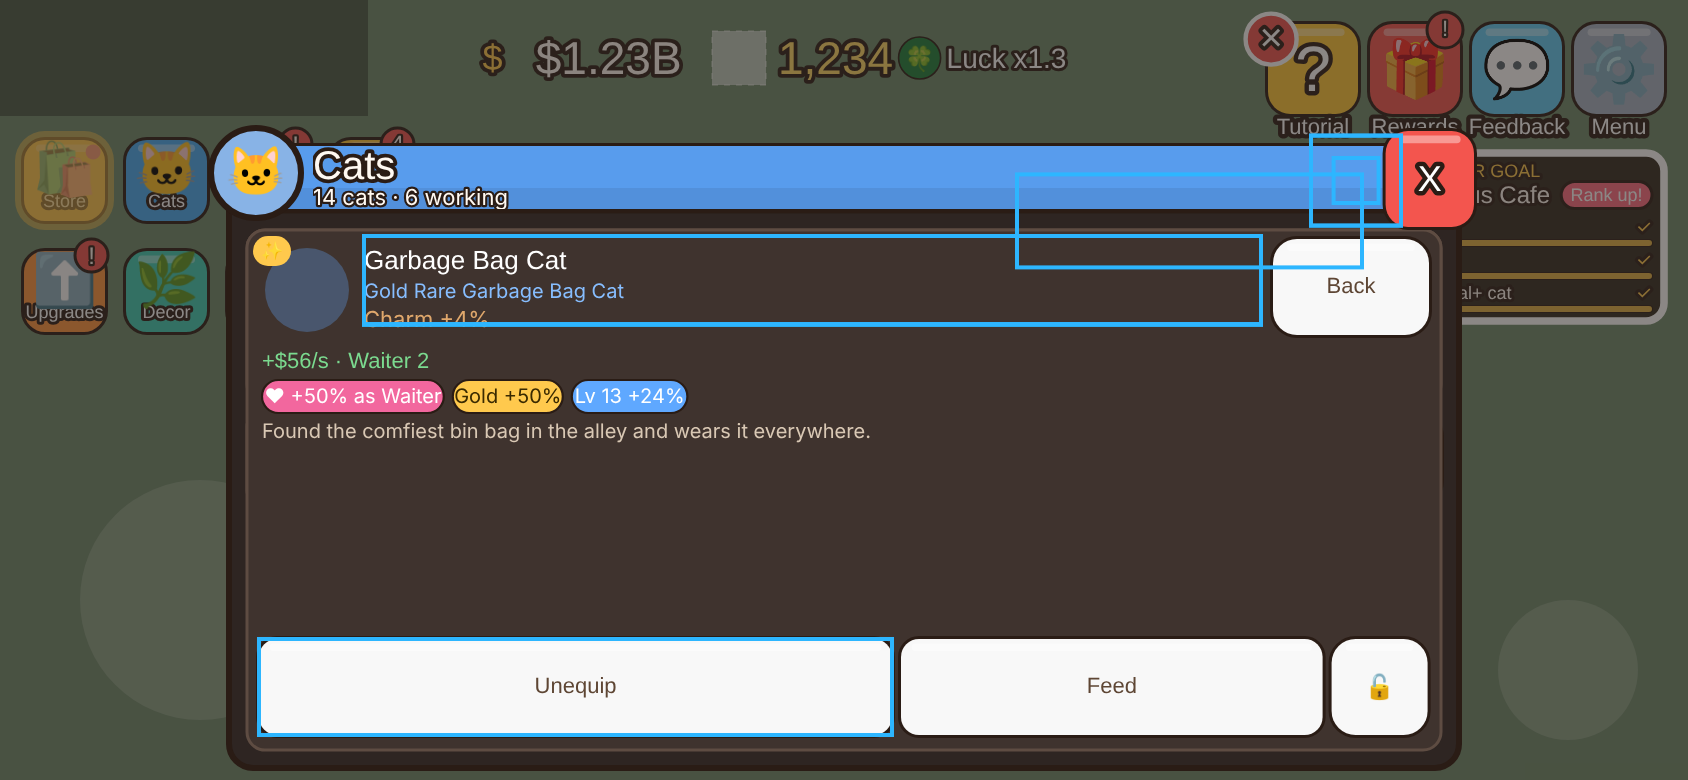 $ $1.23B 1,234 Luck x1.3
?
!
Tutorial Rewards Feedback Menu
Store Cats
Upgrades Decor
!
Cats
14 cats · 6 working
X
GOAL
Cafe Rank up!
cat
Garbage Bag Cat
Gold Rare Garbage Bag Cat
Charm +4%
Back
+$56/s · Waiter 2
+50% as Waiter Gold +50% Lv 13 +24%
Found the comfiest bin bag in the alley and wears it everywhere.
Unequip Feed